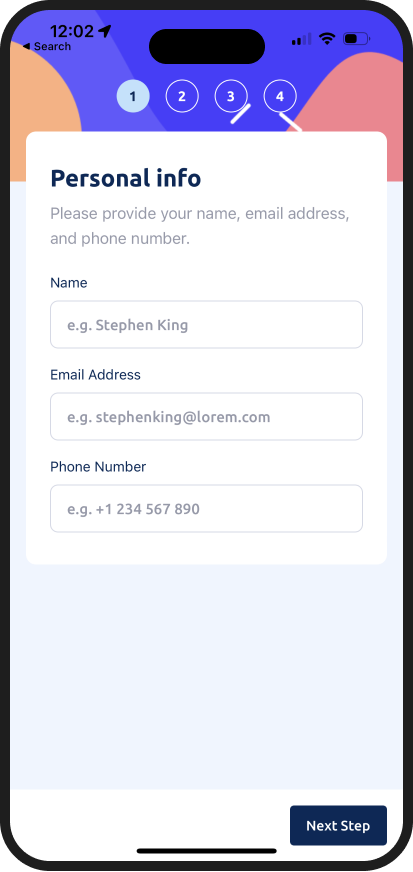 12:02
◀ Search
1 2 3 4
Personal info
Please provide your name, email address,
and phone number.
Name
e.g. Stephen King
Email Address
e.g. stephenking@lorem.com
Phone Number
e.g. +1 234 567 890
Next Step